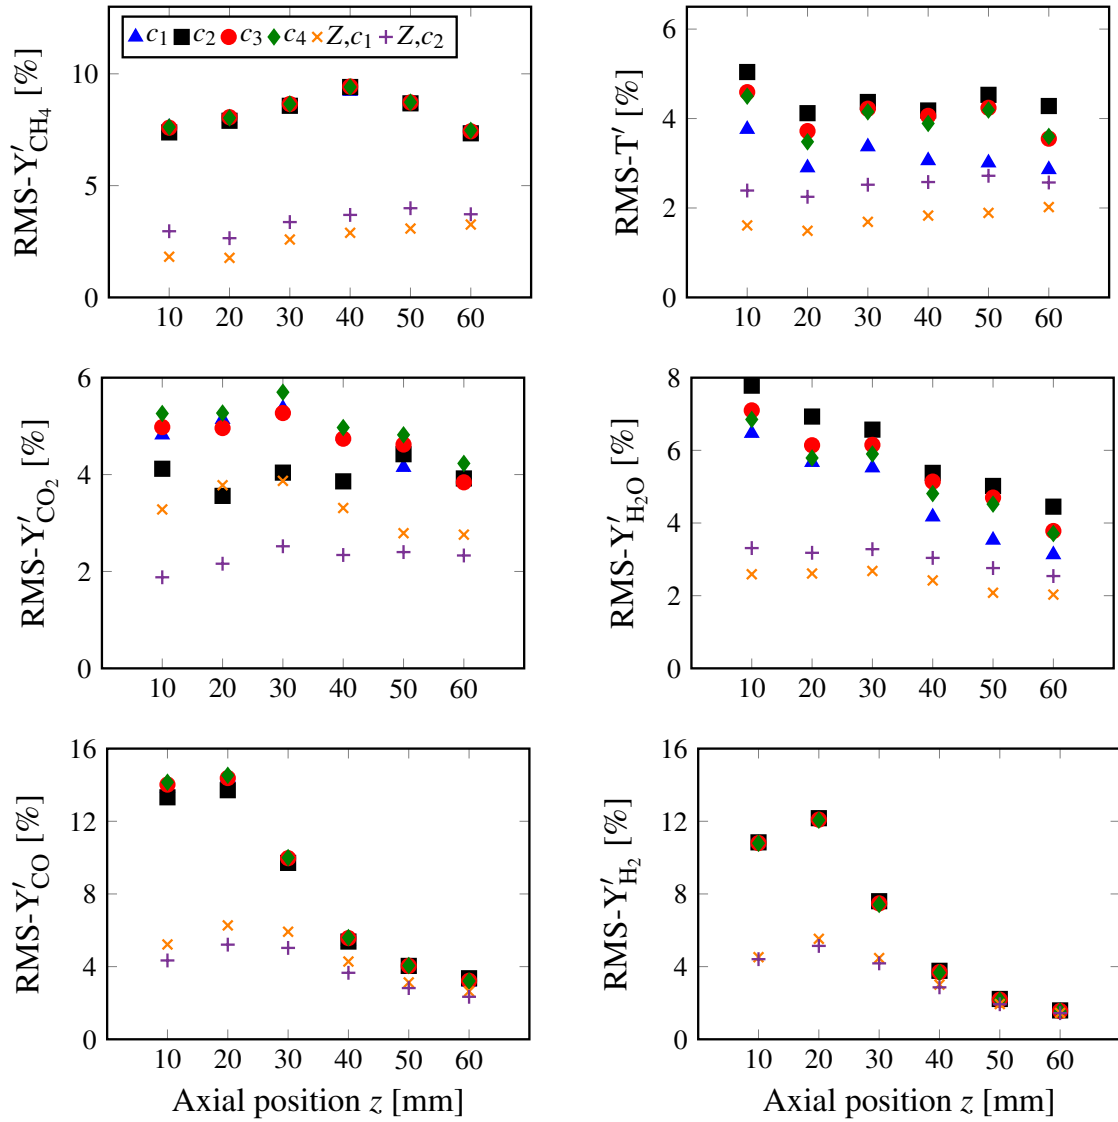 c₁ c₂ c₃ c₄ Z,c₁ Z,c₂
RMS-Y′CH₄ [%]
10
5
0
10 20 30 40 50 60
RMS-T′ [%]
6
4
2
0
10 20 30 40 50 60
RMS-Y′CO₂ [%]
6
4
2
0
10 20 30 40 50 60
RMS-Y′H₂O [%]
8
6
4
2
0
10 20 30 40 50 60
RMS-Y′CO [%]
16
12
8
4
0
10 20 30 40 50 60
Axial position z [mm]
RMS-Y′H₂ [%]
16
12
8
4
0
10 20 30 40 50 60
Axial position z [mm]